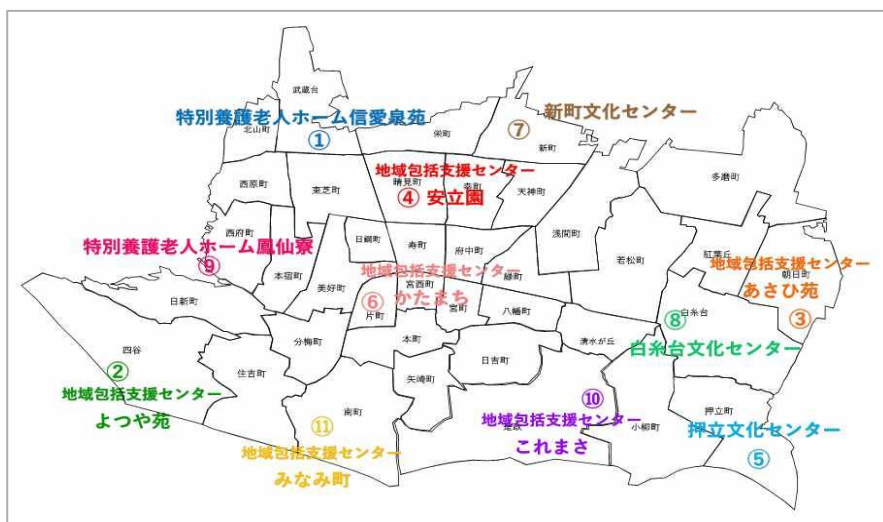 武蔵台
特別養護老人ホーム信愛泉苑
①
北山町
栄町
新町文化センター
⑦
新町
西原町
東芝町
地域包括支援センター
晴見町
幸町
④ 安立園
天神町
浅間町
多磨町
西府町
特別養護老人ホーム鳳仙寮
⑨
本宿町
日鋼町
美好町
寿町
府中町
緑町
若松町
紅葉丘
朝日町
地域包括支援センター
あさひ苑
③
地域包括支援センター
かたまち
⑥
片町
宮西町
宮町
八幡町
日新町
四谷
②
地域包括支援センター
よつや苑
住吉町
分梅町
本町
矢崎町
日吉町
清水が丘
⑧
白糸台
白糸台文化センター
⑪
南町
地域包括支援センター
みなみ町
⑩
地域包括支援センター
是政
これまさ
小柳町
押立町
押立文化センター
⑤